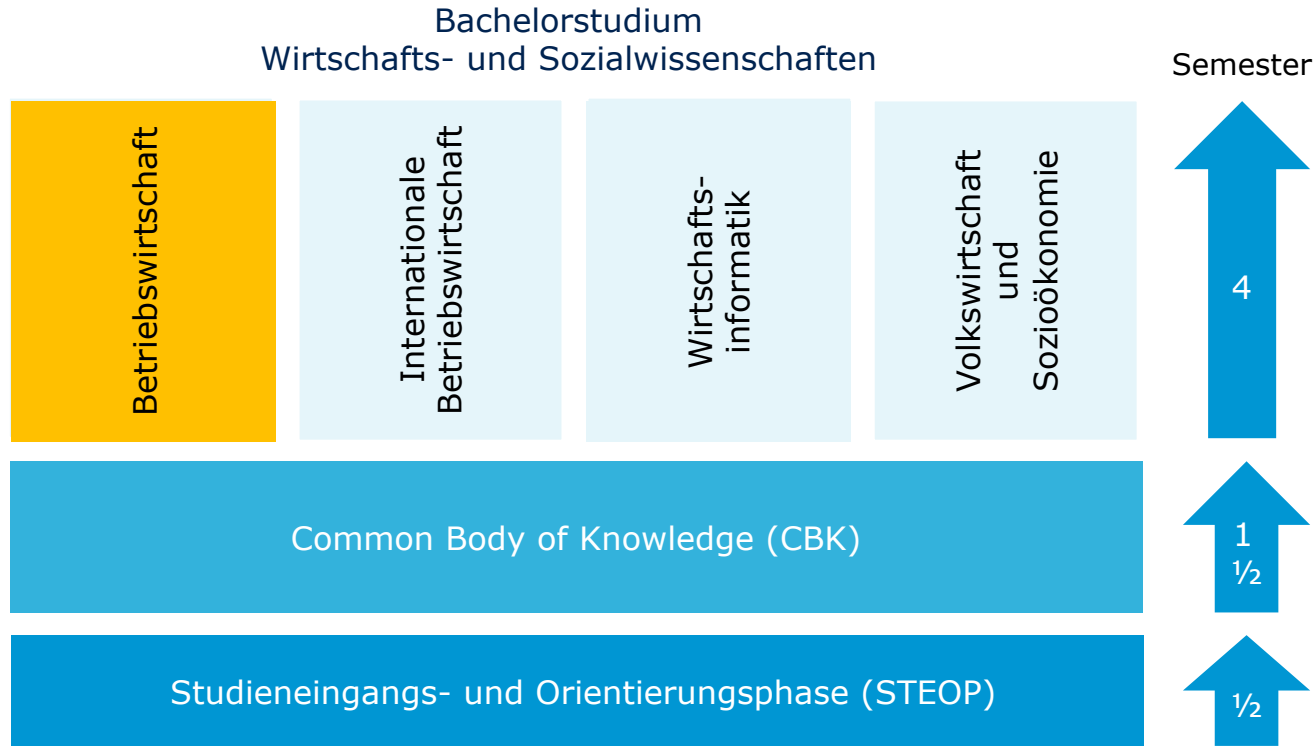 Bachelorstudium
Wirtschafts- und Sozialwissenschaften
Semester
Betriebswirtschaft
Internationale
Betriebswirtschaft
Wirtschafts-
informatik
Volkswirtschaft
und
Sozioökonomie
4
Common Body of Knowledge (CBK)
1
½
Studieneingangs- und Orientierungsphase (STEOP)
½